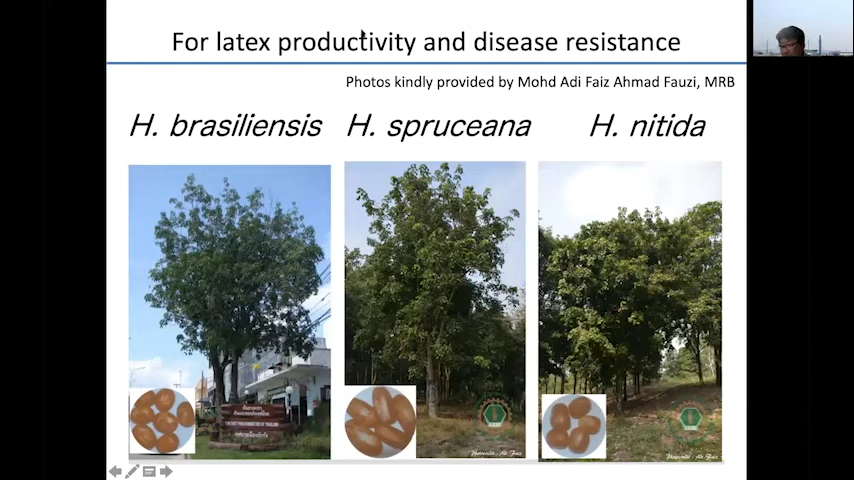 For latex productivity and disease resistance
Photos kindly provided by Mohd Adi Faiz Ahmad Fauzi, MRB
H. brasiliensis
H. spruceana
H. nitida